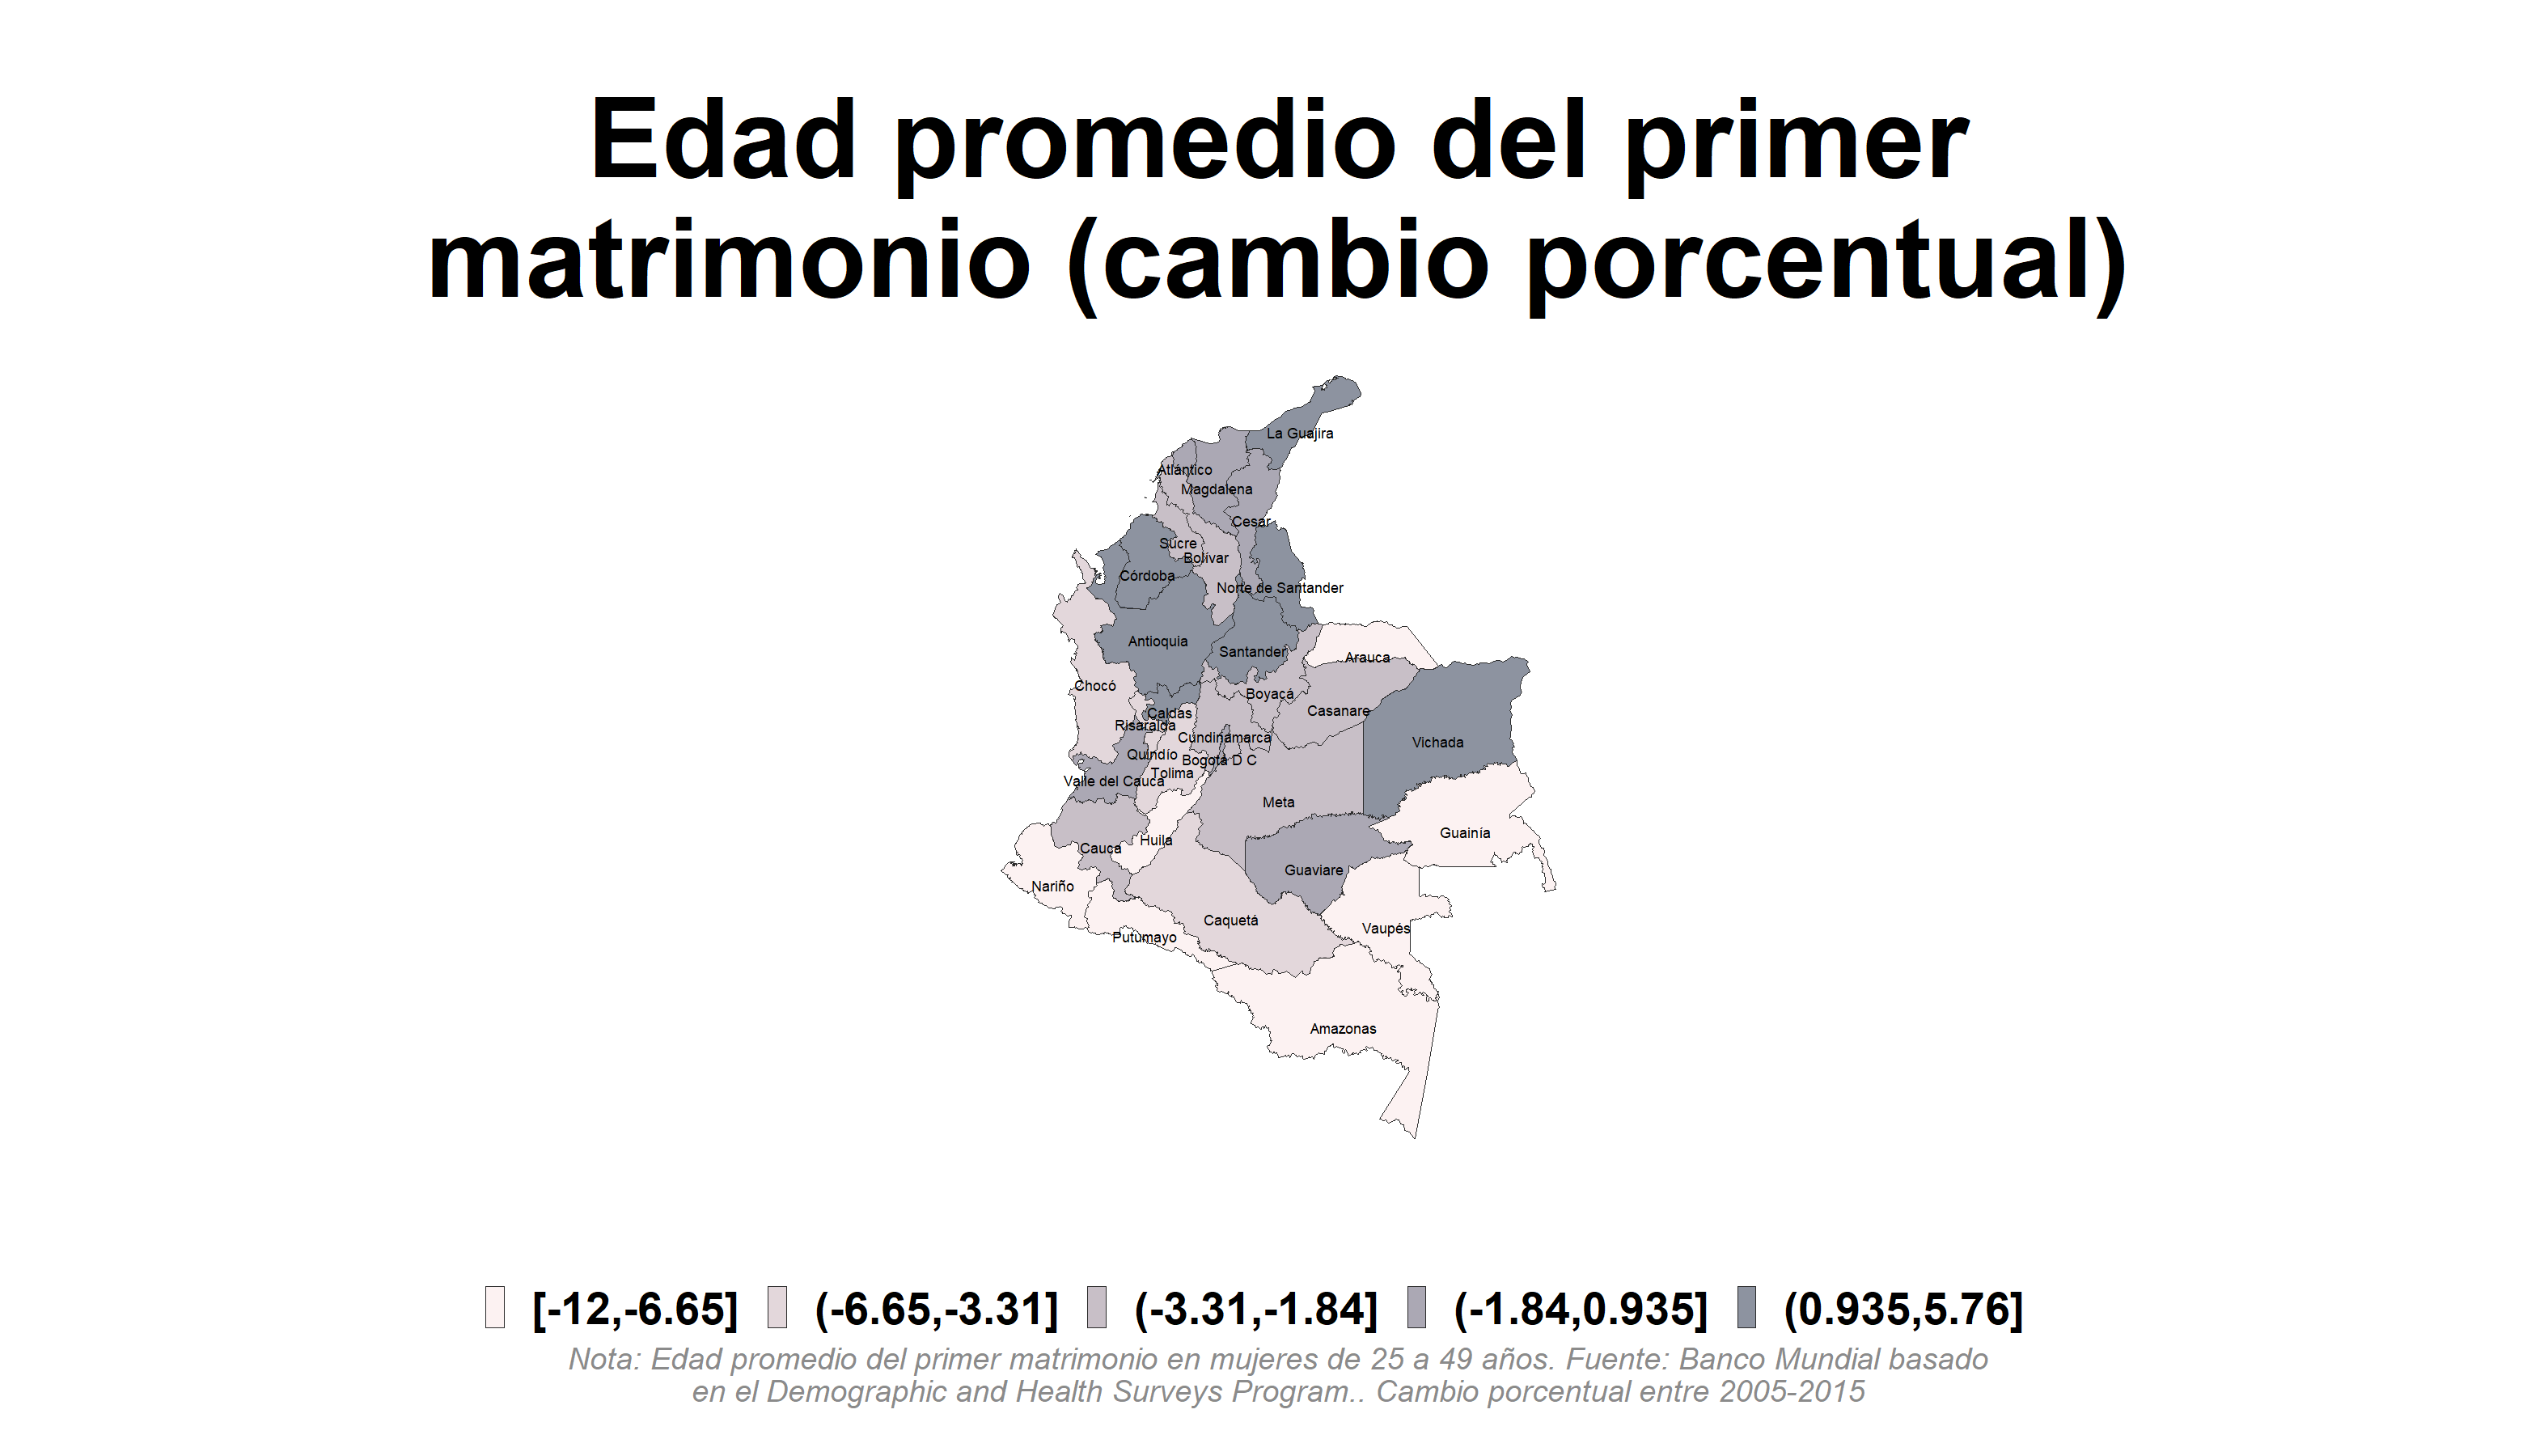 Edad promedio del primer
matrimonio (cambio porcentual)
La Guajira
Atlántico
Magdalena
Cesar
Sucre
Bolívar
Córdoba
Norte de Santander
Antioquia
Santander
Arauca
Chocó
Boyacá
Casanare
Caldas
Risaralda
Cundinamarca
Vichada
Quindío
Bogotá D C
Tolima
Valle del Cauca
Meta
Guainía
Huila
Cauca
Guaviare
Nariño
Caquetá
Vaupés
Putumayo
Amazonas
[-12,-6.65] (-6.65,-3.31] (-3.31,-1.84] (-1.84,0.935] (0.935,5.76]
Nota: Edad promedio del primer matrimonio en mujeres de 25 a 49 años. Fuente: Banco Mundial basado
en el Demographic and Health Surveys Program.. Cambio porcentual entre 2005-2015